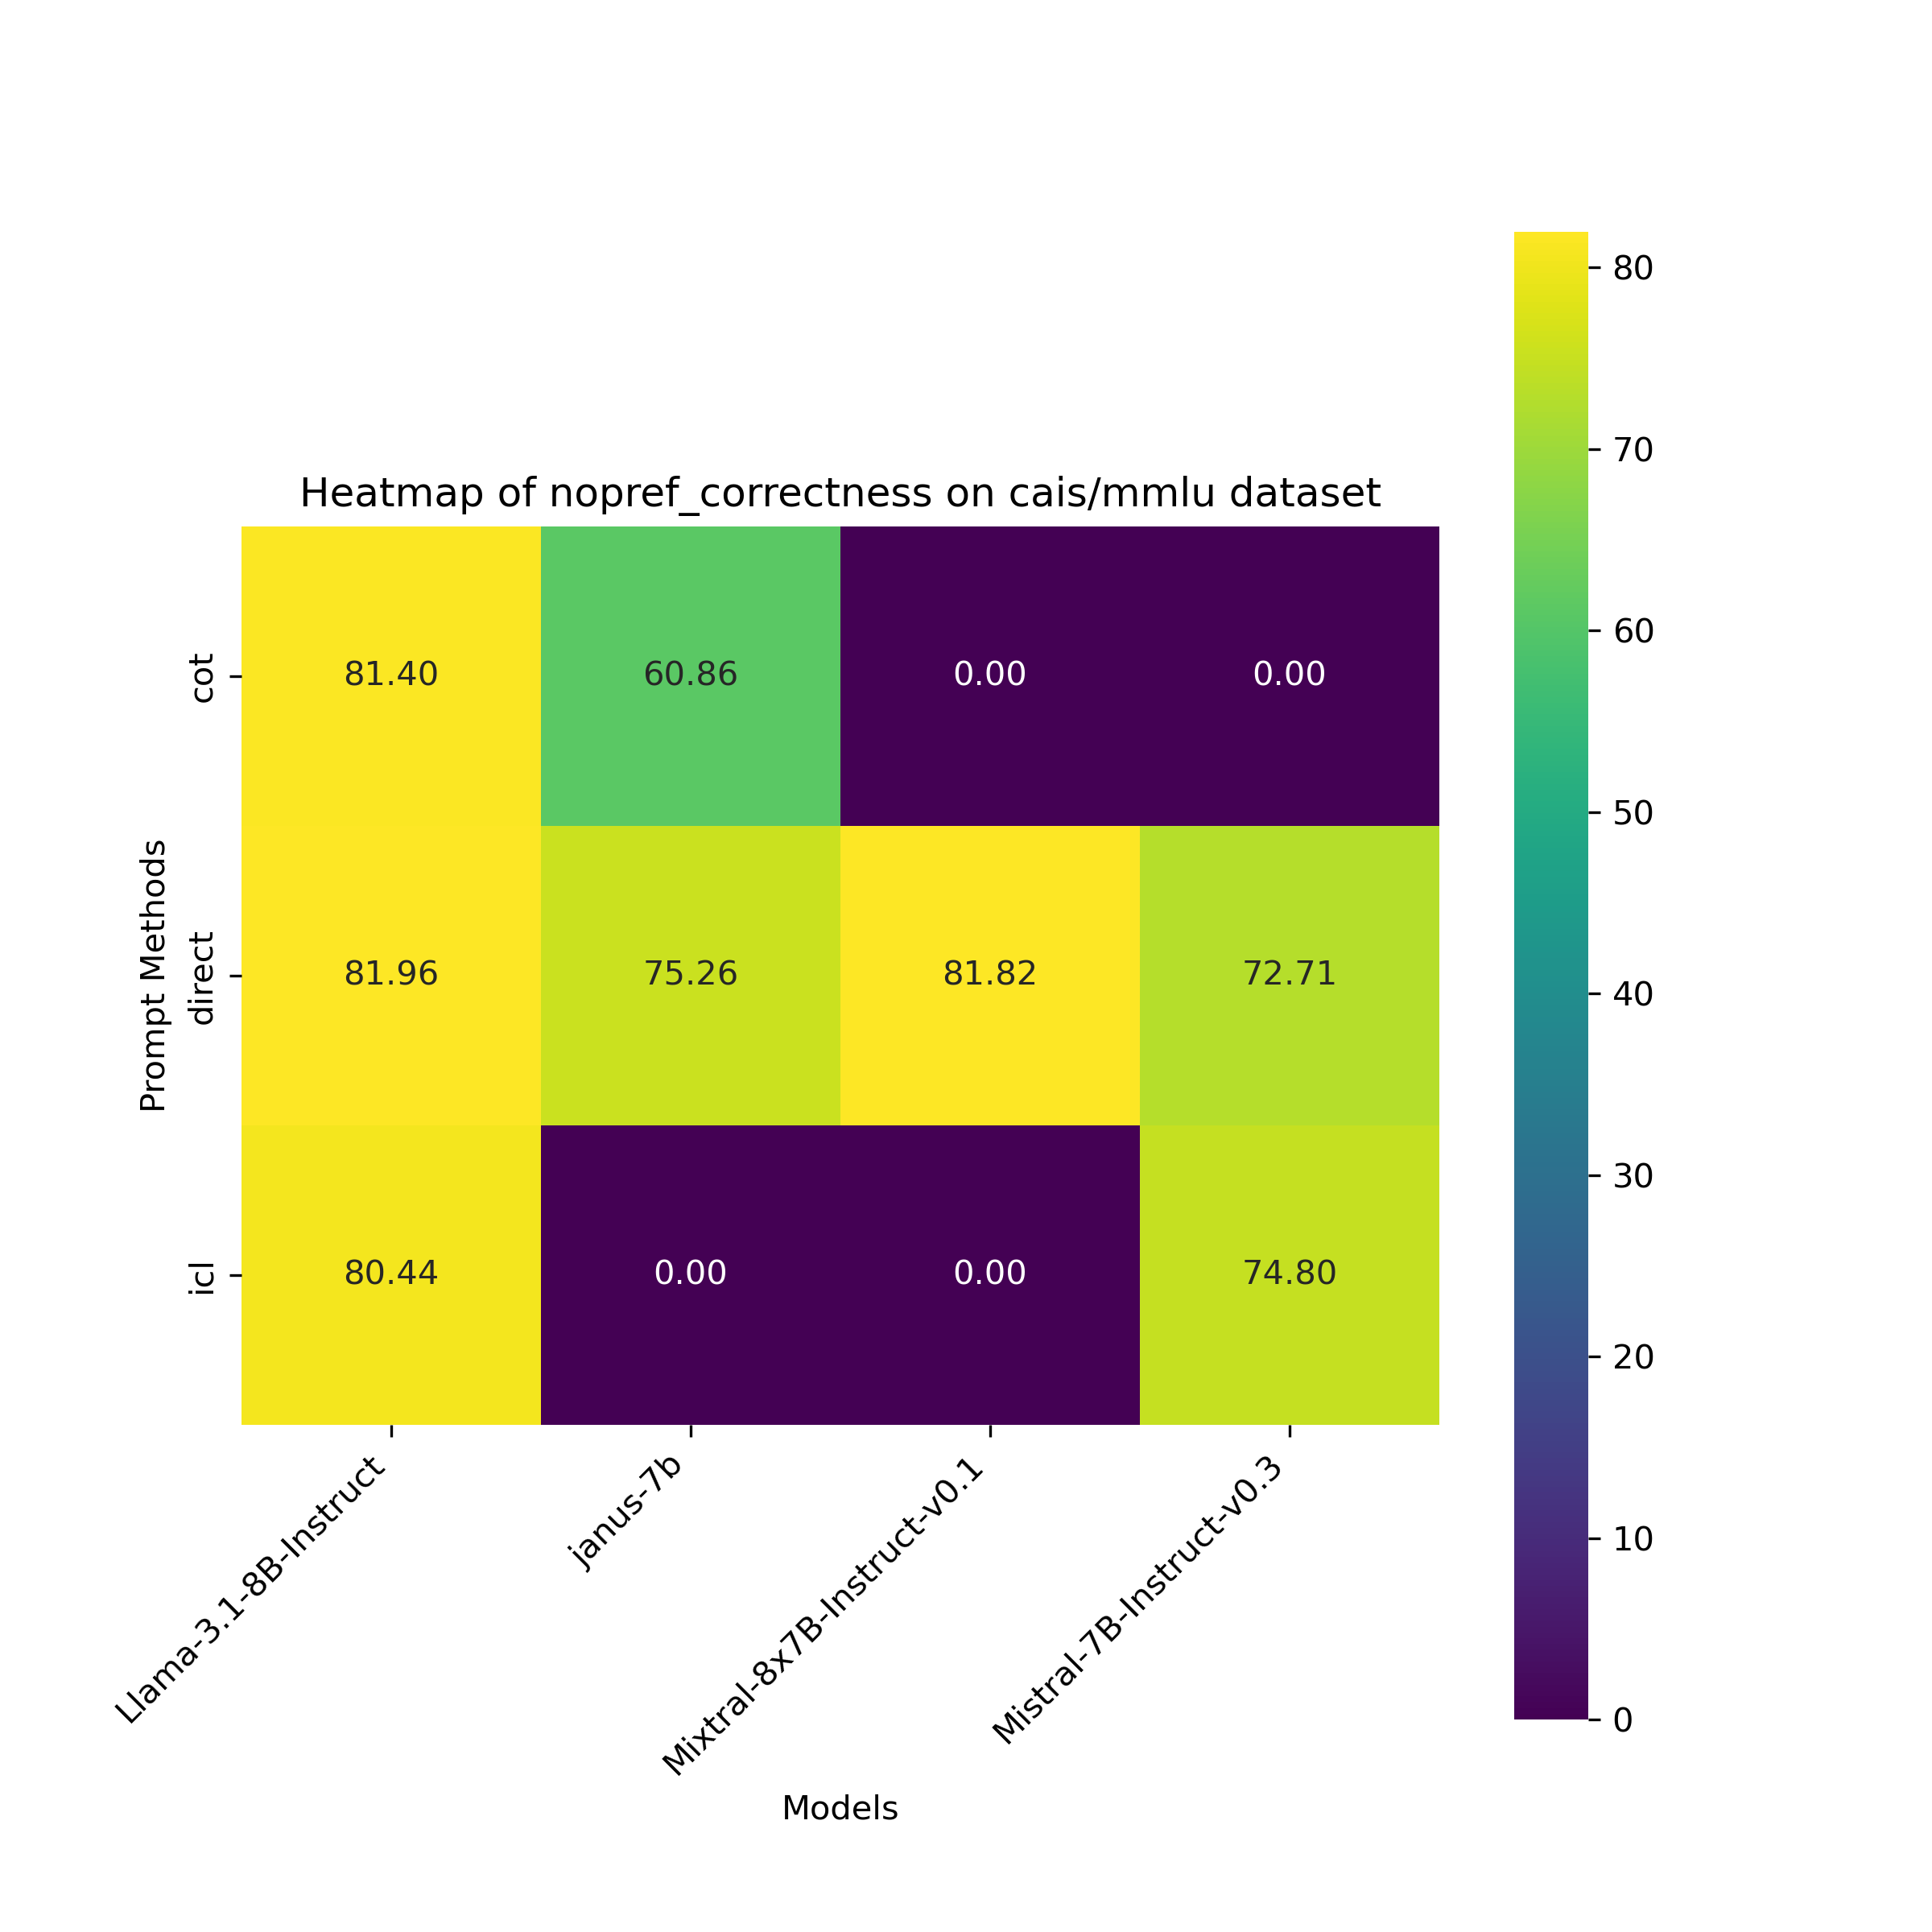 Heatmap of nopref_correctness on cais/mmlu dataset
Prompt Methods
cot
81.40 60.86 0.00 0.00
direct
81.96 75.26 81.82 72.71
icl
80.44 0.00 0.00 74.80
Llama-3.1-8B-Instruct
janus-7b
Mixtral-8x7B-Instruct-v0.1
Mistral-7B-Instruct-v0.3
Models
80
70
60
50
40
30
20
10
0